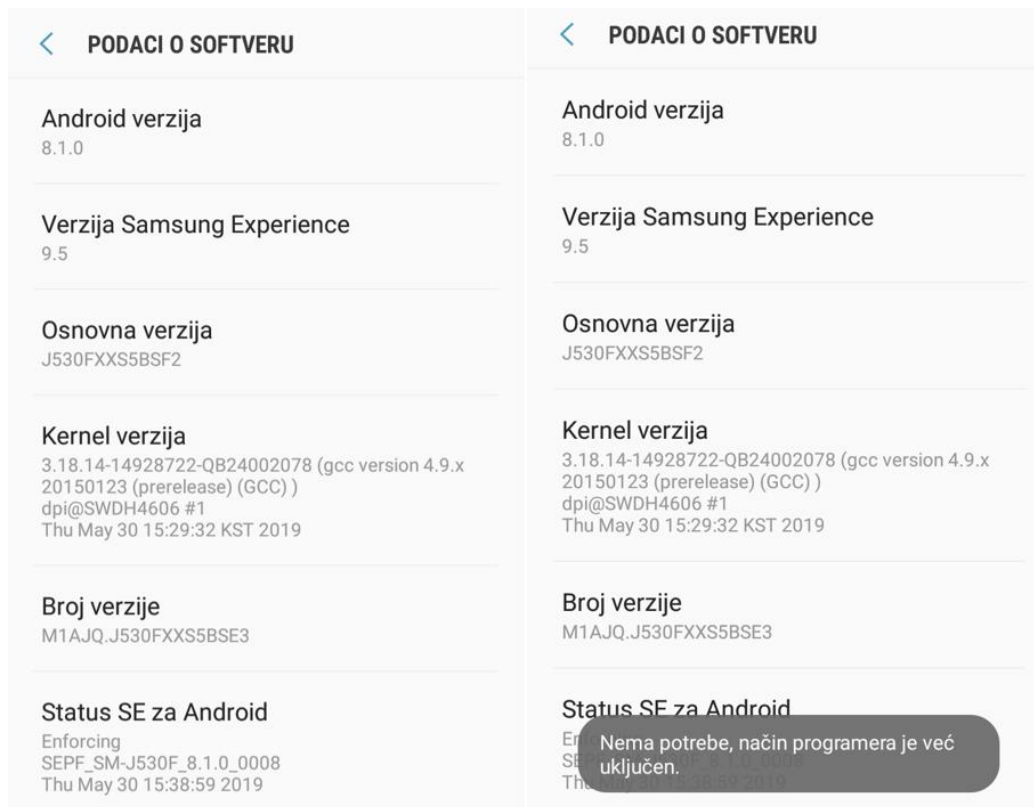 PODACI O SOFTVERU
Android verzija
8.1.0
Verzija Samsung Experience
9.5
Osnovna verzija
J530FXXS5BSF2
Kernel verzija
3.18.14-14928722-QB24002078 (gcc version 4.9.x
20150123 (prerelease) (GCC) )
dpi@SWDH4606 #1
Thu May 30 15:29:32 KST 2019
Broj verzije
M1AJQ.J530FXXS5BSE3
Status SE za Android
Enforcing
SEPF_SM-J530F_8.1.0_0008
Thu May 30 15:38:59 2019
PODACI O SOFTVERU
Android verzija
8.1.0
Verzija Samsung Experience
9.5
Osnovna verzija
J530FXXS5BSF2
Kernel verzija
3.18.14-14928722-QB24002078 (gcc version 4.9.x
20150123 (prerelease) (GCC) )
dpi@SWDH4606 #1
Thu May 30 15:29:32 KST 2019
Broj verzije
M1AJQ.J530FXXS5BSE3
Status SE za Android
Nema potrebe, način programera je već
uključen.